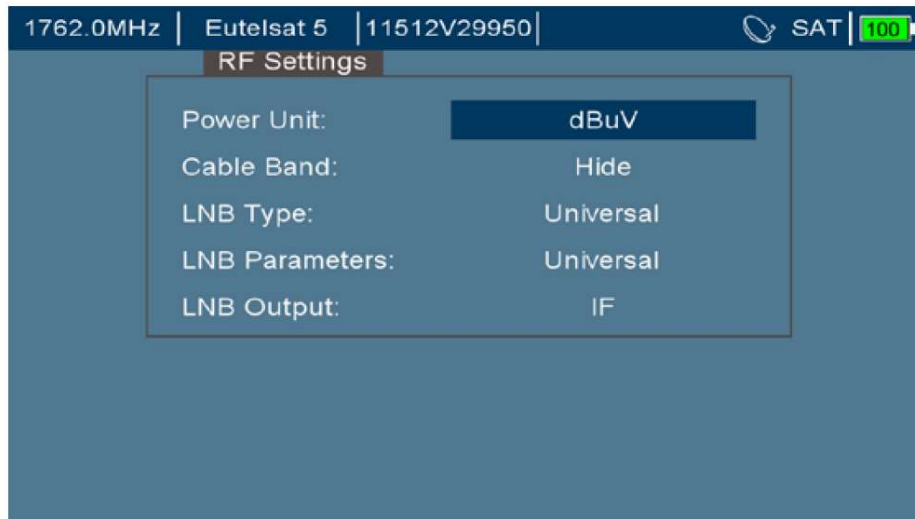 1762.0MHz | Eutelsat 5 | 11512V29950 | SAT | 100
RF Settings
Power Unit: dBuV
Cable Band: Hide
LNB Type: Universal
LNB Parameters: Universal
LNB Output: IF